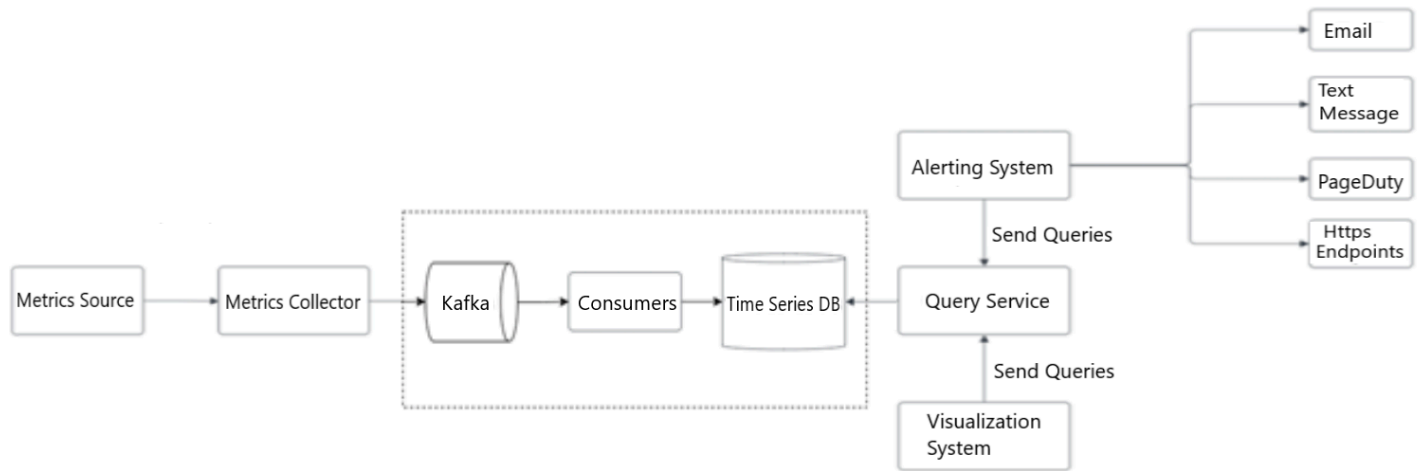 Email
Text
Message
Alerting System
PageDuty
Send Queries
Https
Endpoints
Metrics Source
Metrics Collector
Kafka
Consumers
Time Series DB
Query Service
Send Queries
Visualization
System